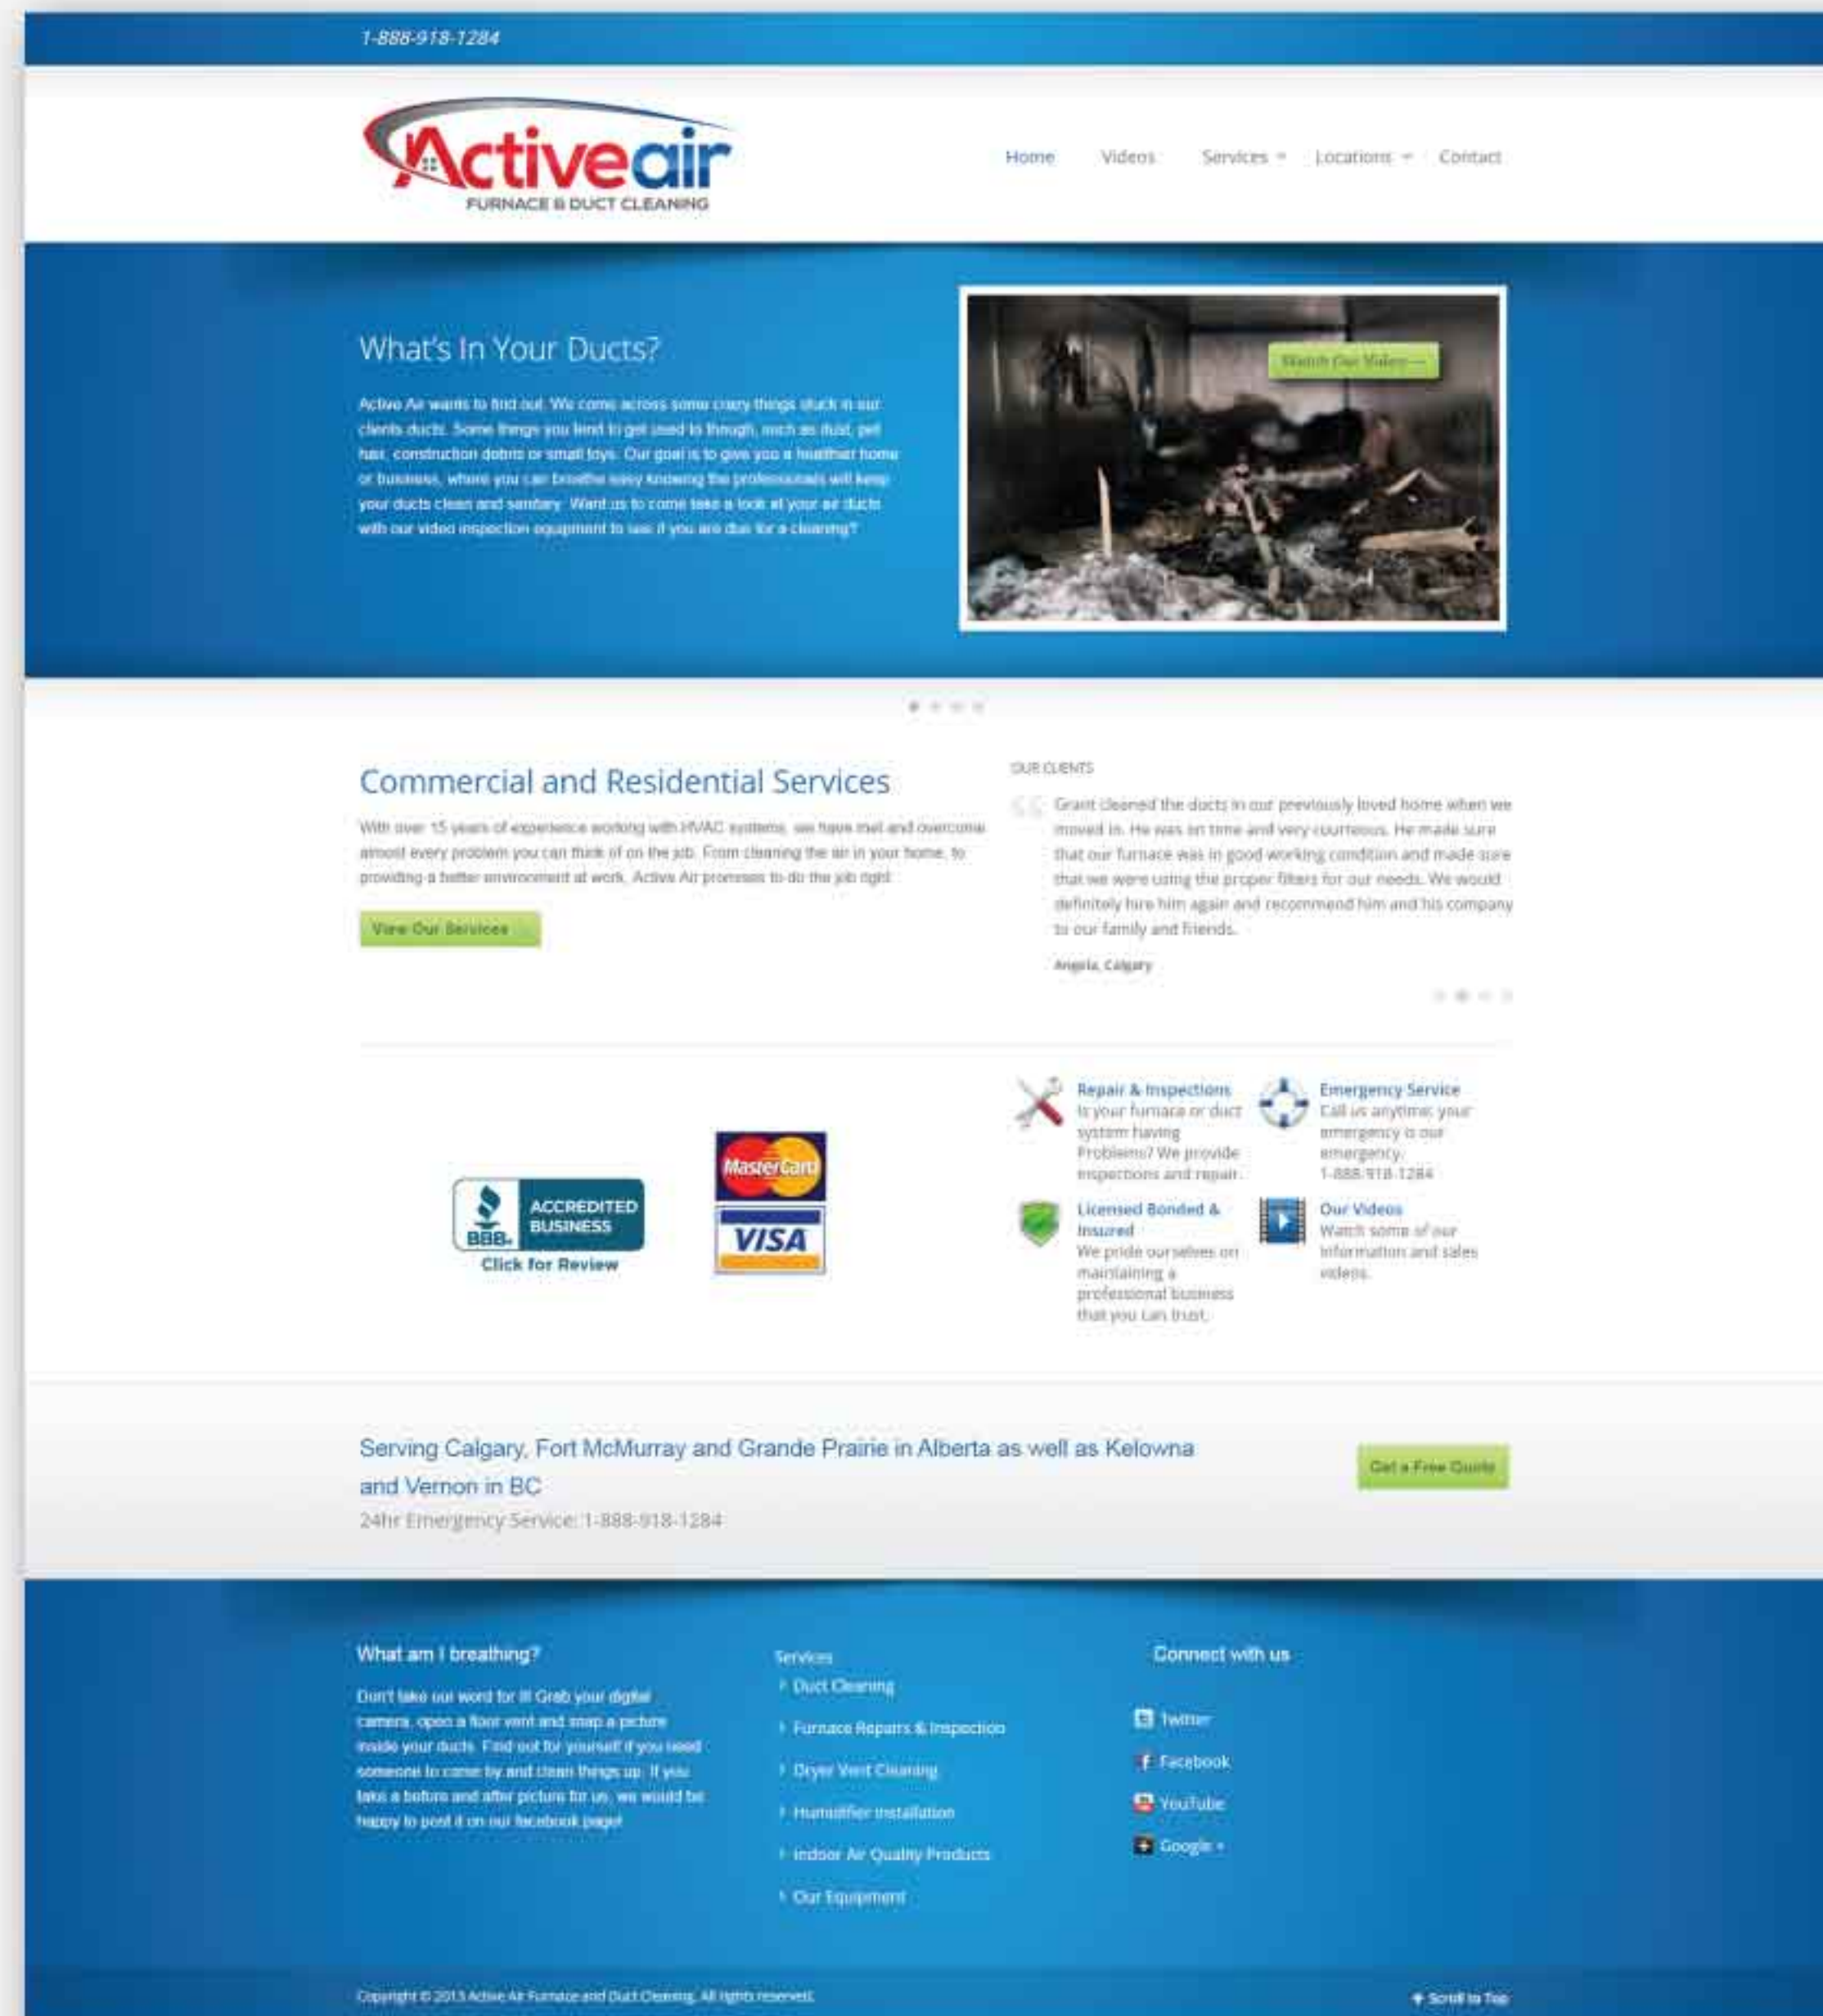 1-888-918-1284
Activeair
FURNACE & DUCT CLEANING
Home Videos Services Locations Contact
What's In Your Ducts?
Active Air wants to find out. We come across some crazy things stuck in our
clients ducts. Some things you tend to get used to though, such as dust, pet
hair, construction debris or small toys. Our goal is to give you a healthier home
or business, where you can breathe easy knowing the professionals will keep
your ducts clean and sanitary. Want us to come take a look at your air ducts
with our video inspection equipment to see if you are due for a cleaning?
Watch Our Video
Commercial and Residential Services
With over 15 years of experience working with HVAC systems, we have met and overcome
almost every problem you can think of on the job. From cleaning the air in your home, to
providing a better environment at work, Active Air promises to do the job right.
View Our Services
OUR CLIENTS
Grant cleaned the ducts in our previously loved home when we
moved in. He was on time and very courteous. He made sure
that our furnace was in good working condition and made sure
that we were using the proper filters for our needs. We would
definitely hire him again and recommend him and his company
to our family and friends.
Angela, Calgary
BBB. ACCREDITED
BUSINESS
Click for Review
MasterCard
VISA
Repair & Inspections
Is your furnace or duct
system having
Problems? We provide
inspections and repair.
Emergency Service
Call us anytime; your
emergency is our
emergency.
1-888-918-1284
Licensed Bonded &
Insured
We pride ourselves on
maintaining a
professional business
that you can trust.
Our Videos
Watch some of our
information and sales
videos.
Serving Calgary, Fort McMurray and Grande Prairie in Alberta as well as Kelowna
and Vernon in BC
24hr Emergency Service: 1-888-918-1284
Get a Free Quote
What am I breathing?
Don't take our word for it! Grab your digital
camera, open a floor vent and snap a picture
inside your ducts. Find out for yourself if you need
someone to come by and clean things up. If you
take a before and after picture for us, we would be
happy to post it on our facebook page!
Services
Duct Cleaning
Furnace Repairs & Inspection
Dryer Vent Cleaning
Humidifier Installation
Indoor Air Quality Products
Our Equipment
Connect with us
Twitter
Facebook
YouTube
Google +
Copyright © 2013 Active Air Furnace and Duct Cleaning. All rights reserved.
Scroll to Top